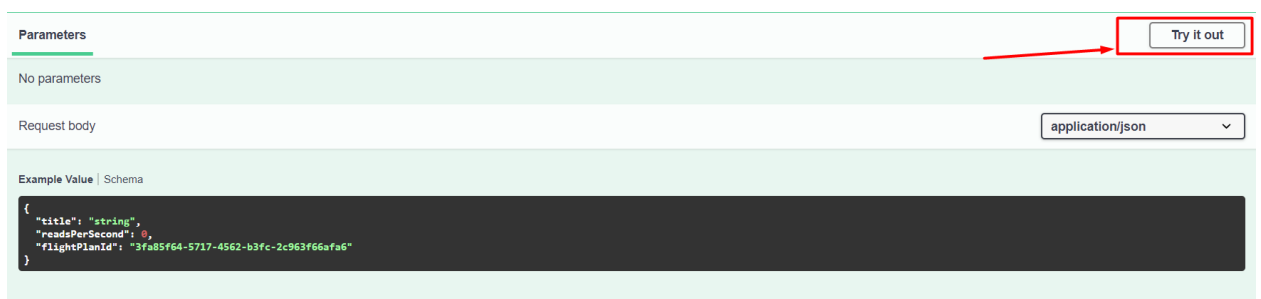 Parameters
Try it out
No parameters
Request body
application/json
Example Value | Schema
{
  "title": "string",
  "readsPerSecond": 0,
  "flightPlanId": "3fa85f64-5717-4562-b3fc-2c963f66afa6"
}